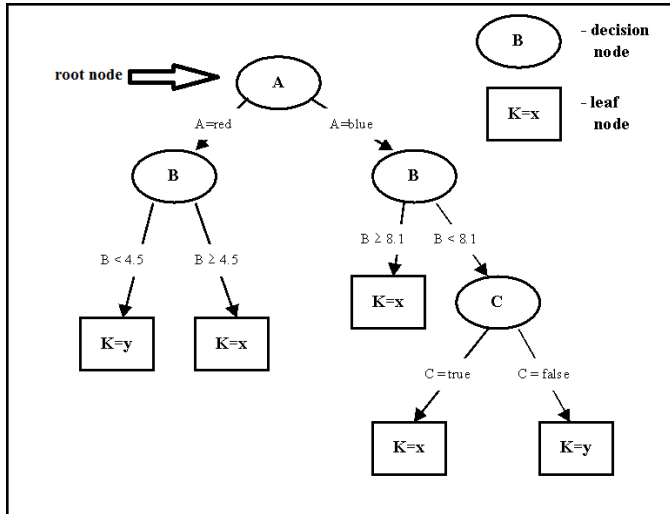 B
- decision
node
root node
A
K=x
- leaf
node
A=red
A=blue
B
B
B < 4.5
B ≥ 4.5
B ≥ 8.1
B < 8.1
K=y
K=x
K=x
C
C = true
C = false
K=x
K=y